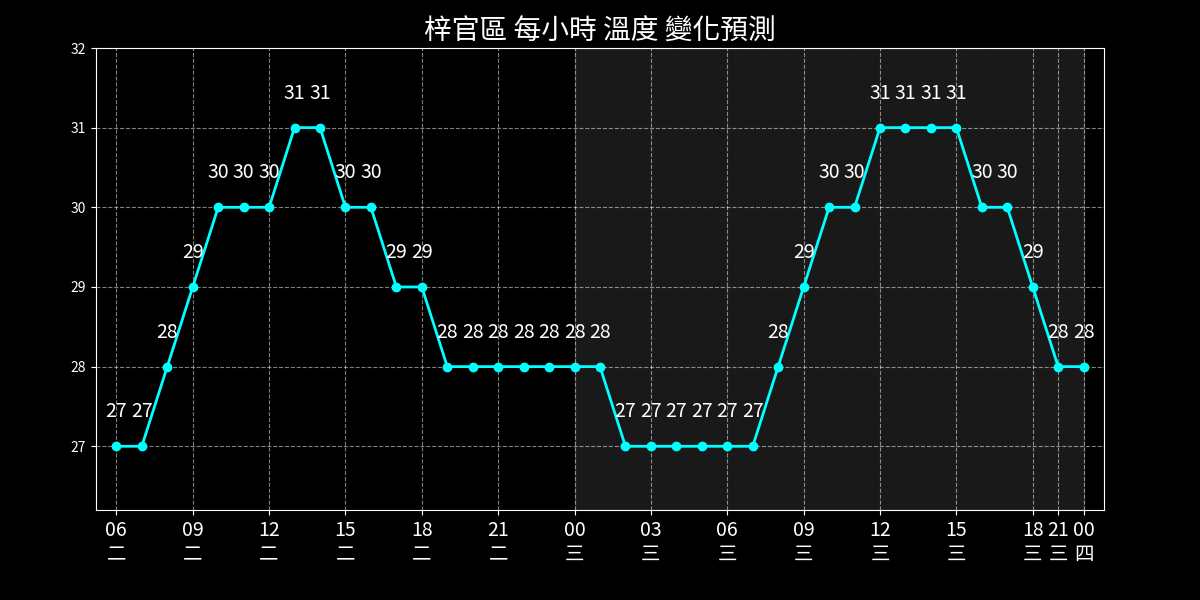 梓官區 每小時 溫度 變化預測
32
31 31 31 31 31 31
31
30 30 30 30 30 30 30 30 30
30
29 29 29 29 29
29
28 28 28 28 28 28 28 28 28 28 28
28
27 27 27 27 27 27 27 27
27
06 09 12 15 18 21 00 03 06 09 12 15 18 21 00
二 二 二 二 二 二 三 三 三 三 三 三 三 三 四